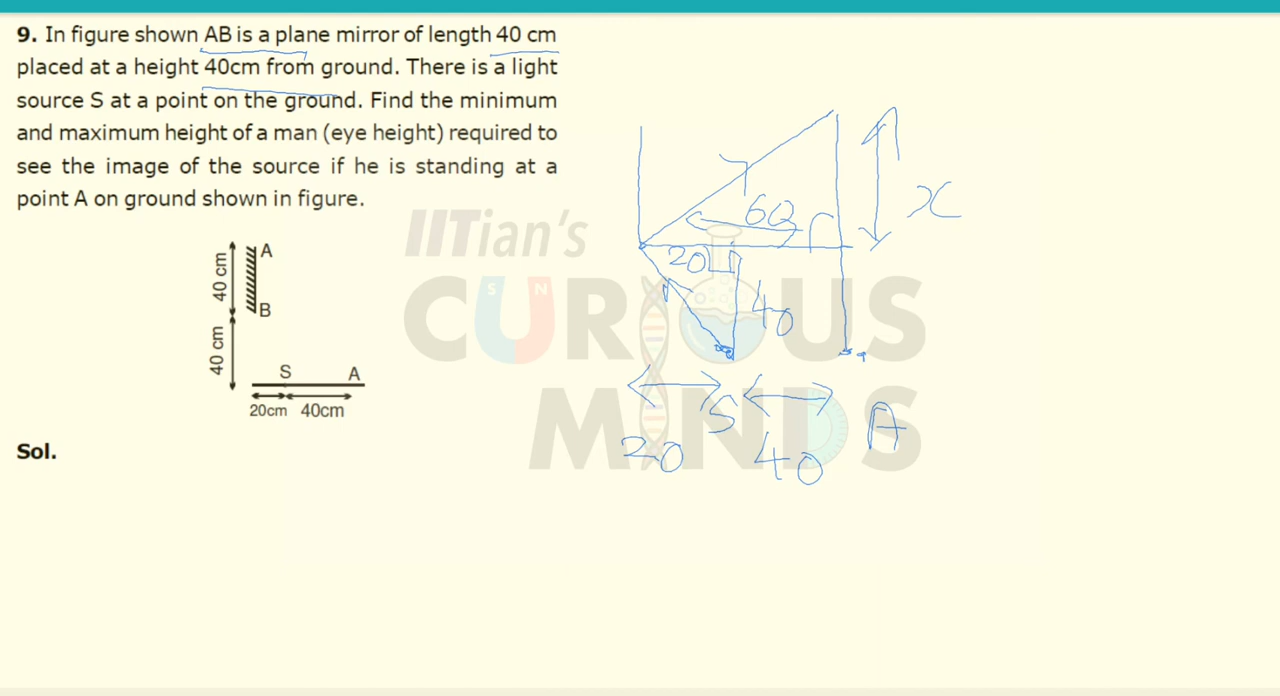 9. In figure shown AB is a plane mirror of length 40 cm
placed at a height 40cm from ground. There is a light
source S at a point on the ground. Find the minimum
and maximum height of a man (eye height) required to
see the image of the source if he is standing at a
point A on ground shown in figure.
40 cm
A
B
40 cm
S A
20cm 40cm
Sol.
IITian's
CURIOUS
MINDS
S N
x
60
20
40
S
A
20
40